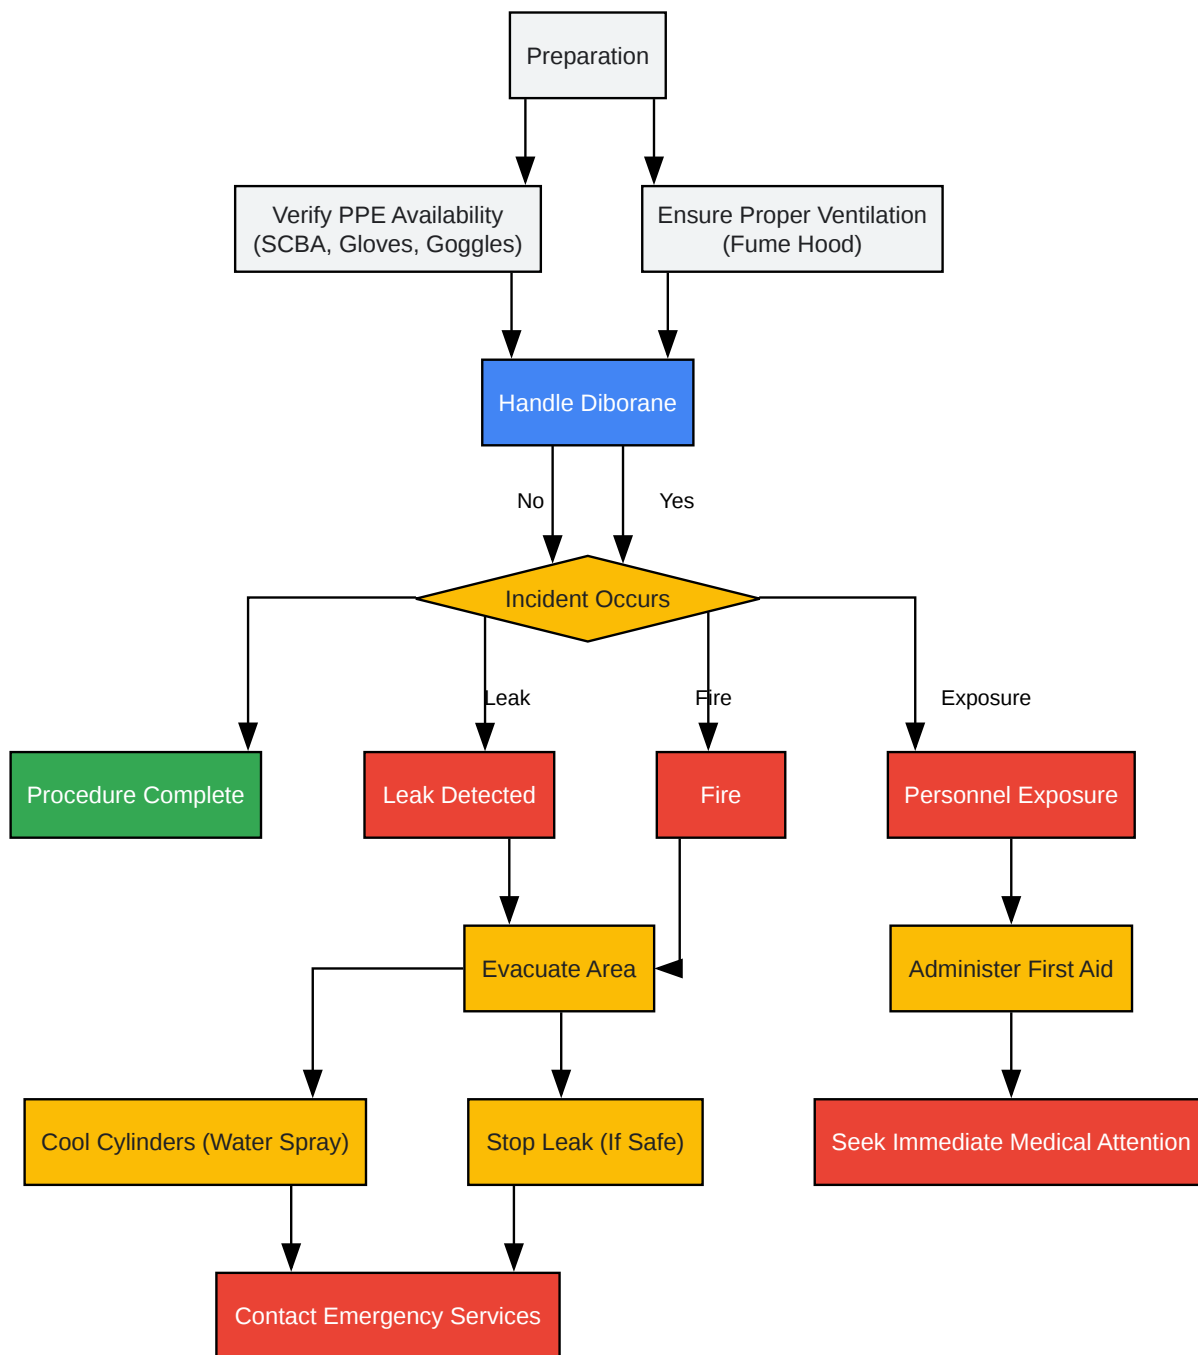 Preparation
Verify PPE Availability
(SCBA, Gloves, Goggles)
Ensure Proper Ventilation
(Fume Hood)
Handle Diborane
No
Yes
Incident Occurs
Leak
Fire
Exposure
Procedure Complete
Leak Detected
Fire
Personnel Exposure
Evacuate Area
Administer First Aid
Cool Cylinders (Water Spray)
Stop Leak (If Safe)
Seek Immediate Medical Attention
Contact Emergency Services